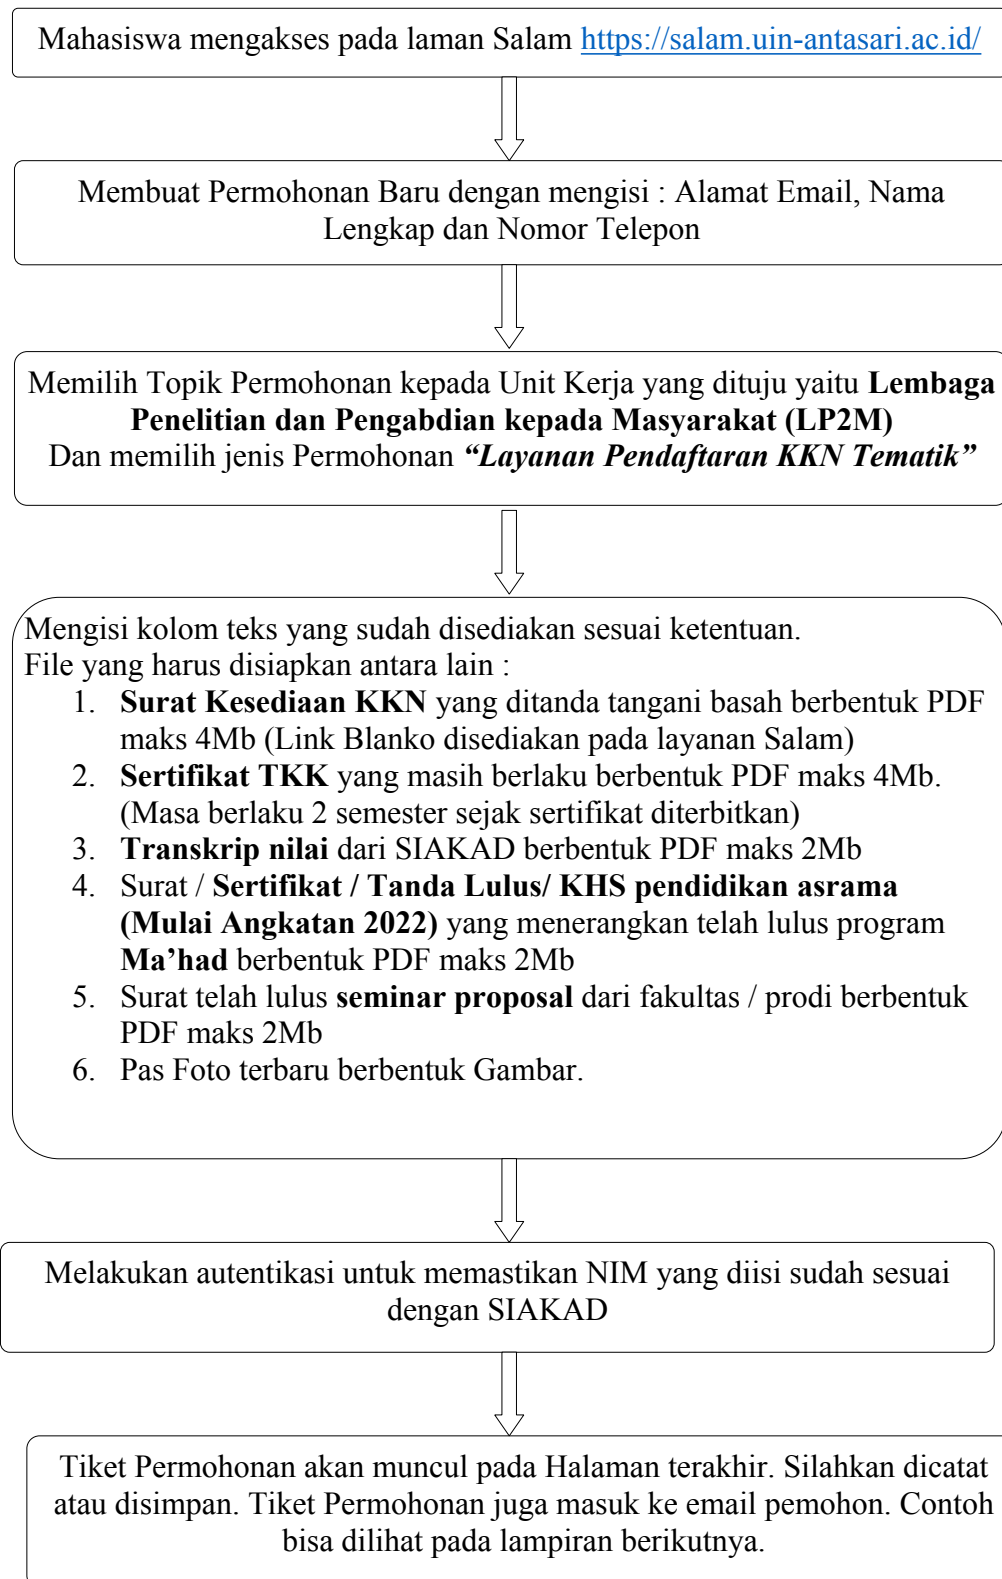 Mahasiswa mengakses pada laman Salam https://salam.uin-antasari.ac.id/
Membuat Permohonan Baru dengan mengisi : Alamat Email, Nama
Lengkap dan Nomor Telepon
Memilih Topik Permohonan kepada Unit Kerja yang dituju yaitu Lembaga
Penelitian dan Pengabdian kepada Masyarakat (LP2M)
Dan memilih jenis Permohonan “Layanan Pendaftaran KKN Tematik”
Mengisi kolom teks yang sudah disediakan sesuai ketentuan.
File yang harus disiapkan antara lain :
1. Surat Kesediaan KKN yang ditanda tangani basah berbentuk PDF
maks 4Mb (Link Blanko disediakan pada layanan Salam)
2. Sertifikat TKK yang masih berlaku berbentuk PDF maks 4Mb.
(Masa berlaku 2 semester sejak sertifikat diterbitkan)
3. Transkrip nilai dari SIAKAD berbentuk PDF maks 2Mb
4. Surat / Sertifikat / Tanda Lulus/ KHS pendidikan asrama
(Mulai Angkatan 2022) yang menerangkan telah lulus program
Ma’had berbentuk PDF maks 2Mb
5. Surat telah lulus seminar proposal dari fakultas / prodi berbentuk
PDF maks 2Mb
6. Pas Foto terbaru berbentuk Gambar.
Melakukan autentikasi untuk memastikan NIM yang diisi sudah sesuai
dengan SIAKAD
Tiket Permohonan akan muncul pada Halaman terakhir. Silahkan dicatat
atau disimpan. Tiket Permohonan juga masuk ke email pemohon. Contoh
bisa dilihat pada lampiran berikutnya.